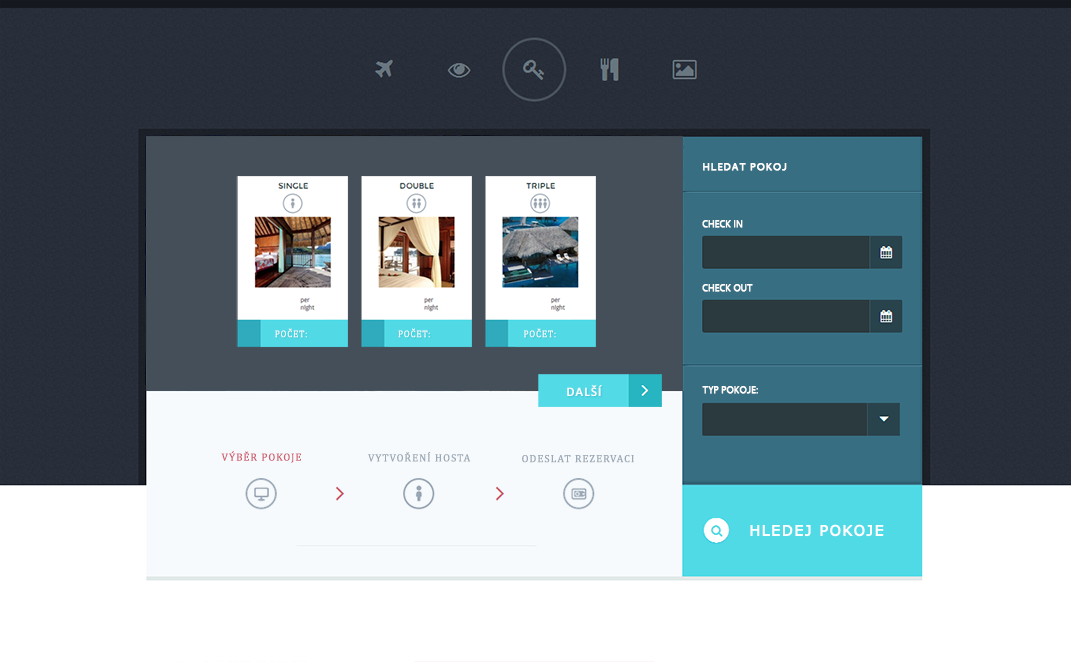 HLEDAT POKOJ
SINGLE
DOUBLE
TRIPLE
per
night
per
night
per
night
POČET:
POČET:
POČET:
CHECK IN
CHECK OUT
TYP POKOJE:
DALŠÍ
VÝBĚR POKOJE
VYTVOŘENÍ HOSTA
ODESLAT REZERVACI
HLEDEJ POKOJE